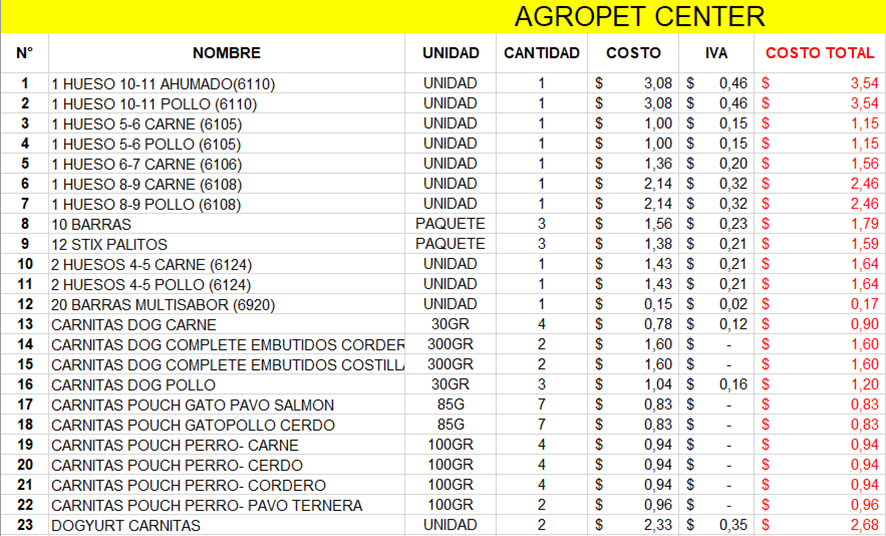 AGROPET CENTER
N° NOMBRE UNIDAD CANTIDAD COSTO IVA COSTO TOTAL
1 1 HUESO 10-11 AHUMADO(6110) UNIDAD 1 $ 3,08 $ 0,46 $ 3,54
2 1 HUESO 10-11 POLLO (6110) UNIDAD 1 $ 3,08 $ 0,46 $ 3,54
3 1 HUESO 5-6 CARNE (6105) UNIDAD 1 $ 1,00 $ 0,15 $ 1,15
4 1 HUESO 5-6 POLLO (6105) UNIDAD 1 $ 1,00 $ 0,15 $ 1,15
5 1 HUESO 6-7 CARNE (6106) UNIDAD 1 $ 1,36 $ 0,20 $ 1,56
6 1 HUESO 8-9 CARNE (6108) UNIDAD 1 $ 2,14 $ 0,32 $ 2,46
7 1 HUESO 8-9 POLLO (6108) UNIDAD 1 $ 2,14 $ 0,32 $ 2,46
8 10 BARRAS PAQUETE 3 $ 1,56 $ 0,23 $ 1,79
9 12 STIX PALITOS PAQUETE 3 $ 1,38 $ 0,21 $ 1,59
10 2 HUESOS 4-5 CARNE (6124) UNIDAD 1 $ 1,43 $ 0,21 $ 1,64
11 2 HUESOS 4-5 POLLO (6124) UNIDAD 1 $ 1,43 $ 0,21 $ 1,64
12 20 BARRAS MULTISABOR (6920) UNIDAD 1 $ 0,15 $ 0,02 $ 0,17
13 CARNITAS DOG CARNE 30GR 4 $ 0,78 $ 0,12 $ 0,90
14 CARNITAS DOG COMPLETE EMBUTIDOS CORDER 300GR 2 $ 1,60 $ - $ 1,60
15 CARNITAS DOG COMPLETE EMBUTIDOS COSTILL 300GR 2 $ 1,60 $ - $ 1,60
16 CARNITAS DOG POLLO 30GR 3 $ 1,04 $ 0,16 $ 1,20
17 CARNITAS POUCH GATO PAVO SALMON 85G 7 $ 0,83 $ - $ 0,83
18 CARNITAS POUCH GATOPOLLO CERDO 85G 7 $ 0,83 $ - $ 0,83
19 CARNITAS POUCH PERRO- CARNE 100GR 4 $ 0,94 $ - $ 0,94
20 CARNITAS POUCH PERRO- CERDO 100GR 4 $ 0,94 $ - $ 0,94
21 CARNITAS POUCH PERRO- CORDERO 100GR 4 $ 0,94 $ - $ 0,94
22 CARNITAS POUCH PERRO- PAVO TERNERA 100GR 2 $ 0,96 $ - $ 0,96
23 DOGYURT CARNITAS UNIDAD 2 $ 2,33 $ 0,35 $ 2,68